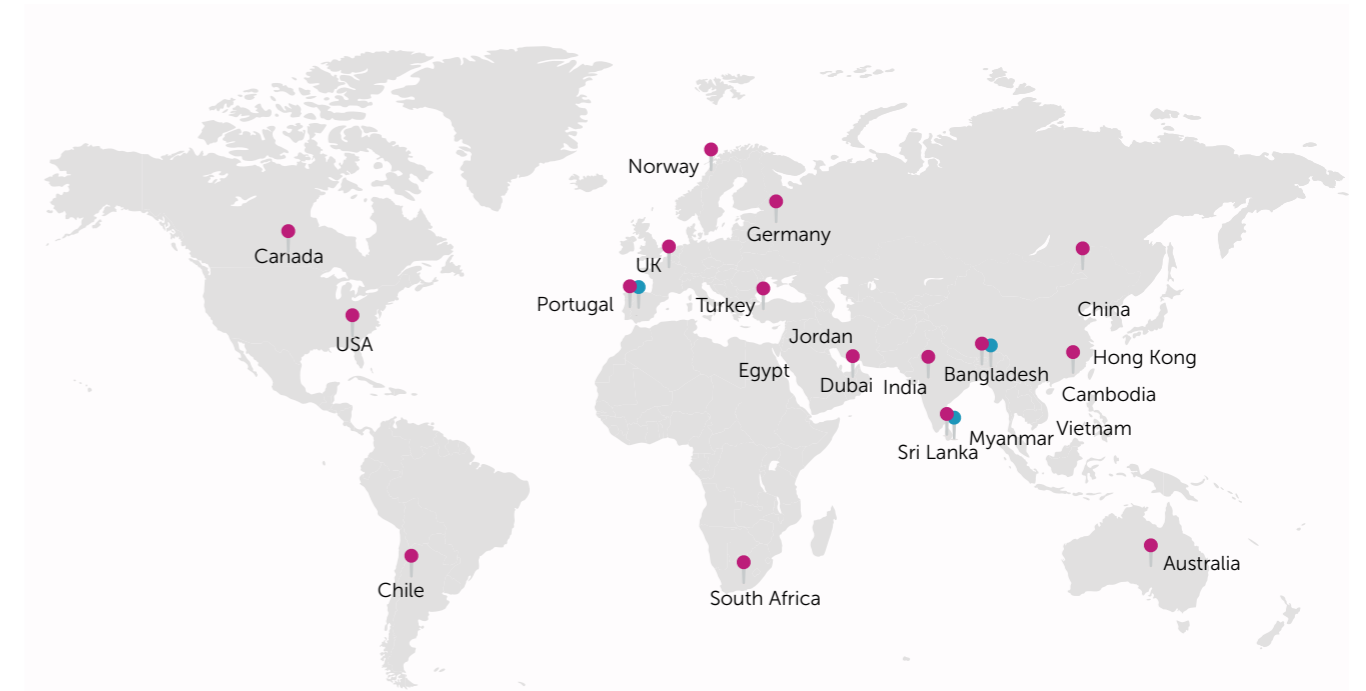 Norway
Germany
Canada
UK
Portugal
Turkey
China
USA
Jordan
Hong Kong
Egypt
Dubai
India
Bangladesh
Cambodia
Vietnam
Myanmar
Sri Lanka
Australia
Chile
South Africa